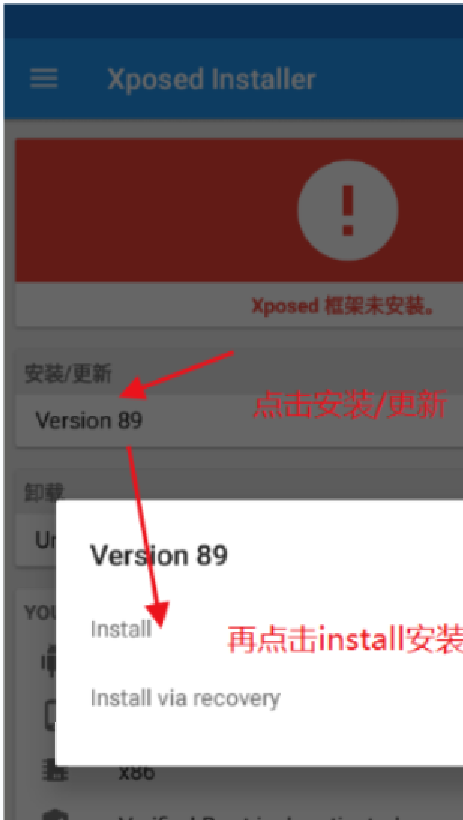 Xposed Installer
Xposed 框架未安装。
安装/更新
点击安装/更新
Version 89
卸载
Version 89
Install
再点击install安装
Install via recovery
x86